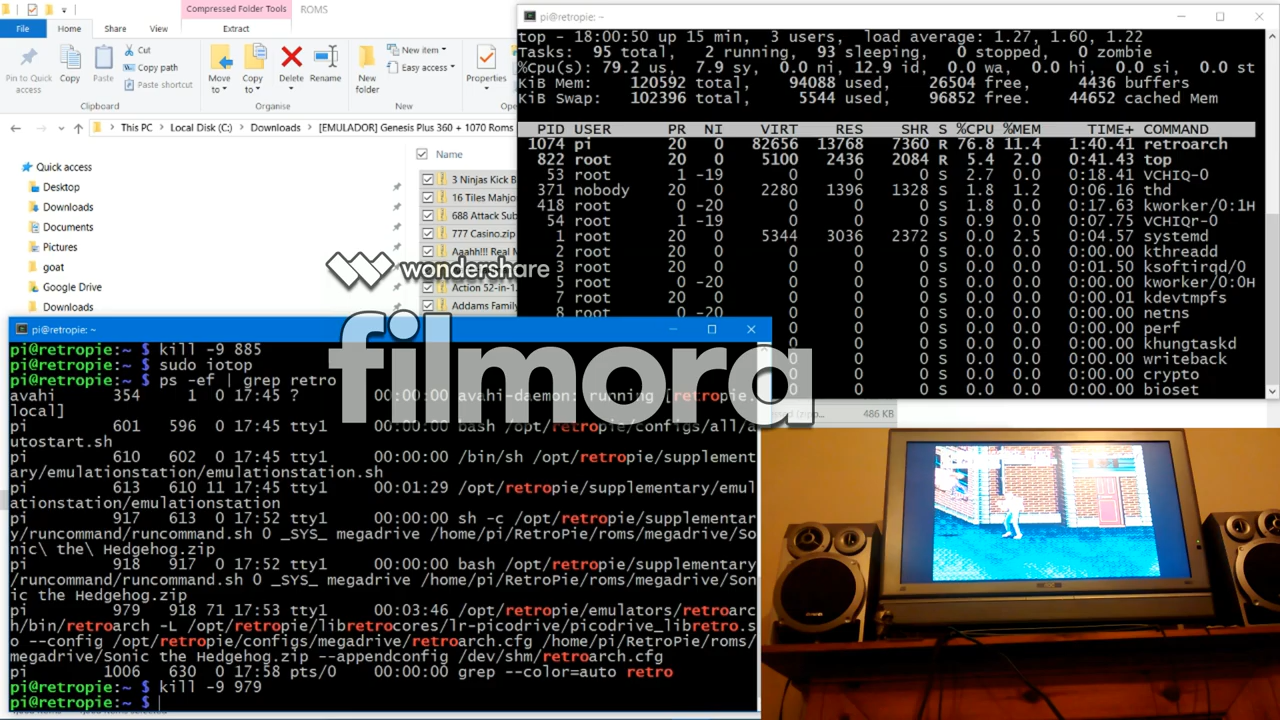 Compressed Folder Tools
ROMS
File
Home
Share
View
Extract
Pin to Quick access
Copy
Paste
Cut
Copy path
Paste shortcut
Clipboard
Move to
Copy to
Delete
Rename
Organise
New folder
New item
Easy access
New
Properties
This PC > Local Disk (C:) > Downloads > [EMULADOR] Genesis Plus 360 + 1070 Roms
Quick access
Desktop
Downloads
Documents
Pictures
goat
Google Drive
Downloads
Name
3 Ninjas Kick B
16 Tiles Mahjo
688 Attack Sub
777 Casino.zip
Aaahh!!! Real M
Action 52-in-1.
Addams Family
486 KB
pi@retropie: ~
top - 18:00:50 up 15 min,  3 users,  load average: 1.27, 1.60, 1.22
Tasks:  95 total,   2 running,  93 sleeping,   0 stopped,   0 zombie
%Cpu(s): 79.2 us,  7.9 sy,  0.0 ni, 12.9 id,  0.0 wa,  0.0 hi,  0.0 si,  0.0 st
KiB Mem:   120592 total,    94088 used,    26504 free,     4436 buffers
KiB Swap:  102396 total,     5544 used,    96852 free.    44652 cached Mem
PID USER PR NI VIRT RES SHR S %CPU %MEM TIME+ COMMAND
1074 pi 20 0 82656 13768 7360 R 76.8 11.4 1:40.41 retroarch
822 root 20 0 5100 2436 2084 R 5.4 2.0 0:41.43 top
53 root 1 -19 0 0 0 S 2.7 0.0 0:18.41 VCHIQ-0
371 nobody 20 0 2280 1396 1328 S 1.8 1.2 0:06.16 thd
418 root 0 -20 0 0 0 S 1.8 0.0 0:17.63 kworker/0:1H
54 root 1 -19 0 0 0 S 0.9 0.0 0:07.75 VCHIQr-0
1 root 20 0 5344 3036 2372 S 0.0 2.5 0:04.57 systemd
2 root 20 0 0 0 0 S 0.0 0.0 0:00.00 kthreadd
3 root 20 0 0 0 0 S 0.0 0.0 0:01.50 ksoftirqd/0
5 root 0 -20 0 0 0 S 0.0 0.0 0:00.00 kworker/0:0H
7 root 20 0 0 0 0 S 0.0 0.0 0:00.01 kdevtmpfs
8 root 0 -20 0 0 0 S 0.0 0.0 0:00.00 netns
0 0 0 S 0.0 0.0 0:00.00 perf
0 0 0 S 0.0 0.0 0:00.00 khungtaskd
0 0 0 S 0.0 0.0 0:00.00 writeback
0 0 0 S 0.0 0.0 0:00.00 crypto
0 0 0 S 0.0 0.0 0:00.00 bioset
wondershare
filmora
pi@retropie: ~
pi@retropie:~ $ kill -9 885
pi@retropie:~ $ sudo iotop
pi@retropie:~ $ ps -ef | grep retro
avahi 354 1 0 17:45 ? 00:00:00 avahi-daemon: running [retropie.
local]
pi 601 596 0 17:45 tty1 00:00:00 bash /opt/retropie/configs/all/a
utostart.sh
pi 610 602 0 17:45 tty1 00:00:00 /bin/sh /opt/retropie/supplement
ary/emulationstation/emulationstation.sh
pi 613 610 11 17:45 tty1 00:01:29 /opt/retropie/supplementary/emul
ationstation/emulationstation
pi 917 613 0 17:52 tty1 00:00:00 sh -c /opt/retropie/supplementar
y/runcommand/runcommand.sh 0 _SYS_ megadrive /home/pi/RetroPie/roms/megadrive/So
nic\ the\ Hedgehog.zip
pi 918 917 0 17:52 tty1 00:00:00 bash /opt/retropie/supplementary
/runcommand/runcommand.sh 0 _SYS_ megadrive /home/pi/RetroPie/roms/megadrive/Son
ic the Hedgehog.zip
pi 979 918 71 17:53 tty1 00:03:46 /opt/retropie/emulators/retroarc
h/bin/retroarch -L /opt/retropie/libretrocores/lr-picodrive/picodrive_libretro.s
o --config /opt/retropie/configs/megadrive/retroarch.cfg /home/pi/RetroPie/roms/
megadrive/Sonic the Hedgehog.zip --appendconfig /dev/shm/retroarch.cfg
pi 1006 630 0 17:58 pts/0 00:00:00 grep --color=auto retro
pi@retropie:~ $ kill -9 979
pi@retropie:~ $